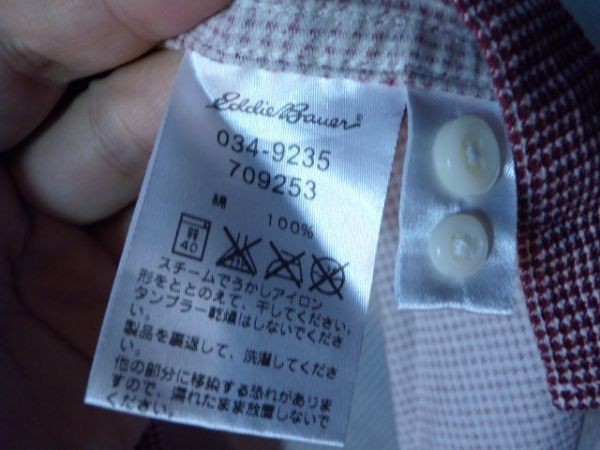 Eddie Bauer®
034-9235
709253
綿 100%
弱
40
スチームでうかしアイロン
形をととのえて、干してください。
タンブラー乾燥はしないでくださ
い。
製品を裏返して、洗濯してくださ
い。
他の部分に移染する恐れがありま
すので、濡れたまま放置しないで
ください。